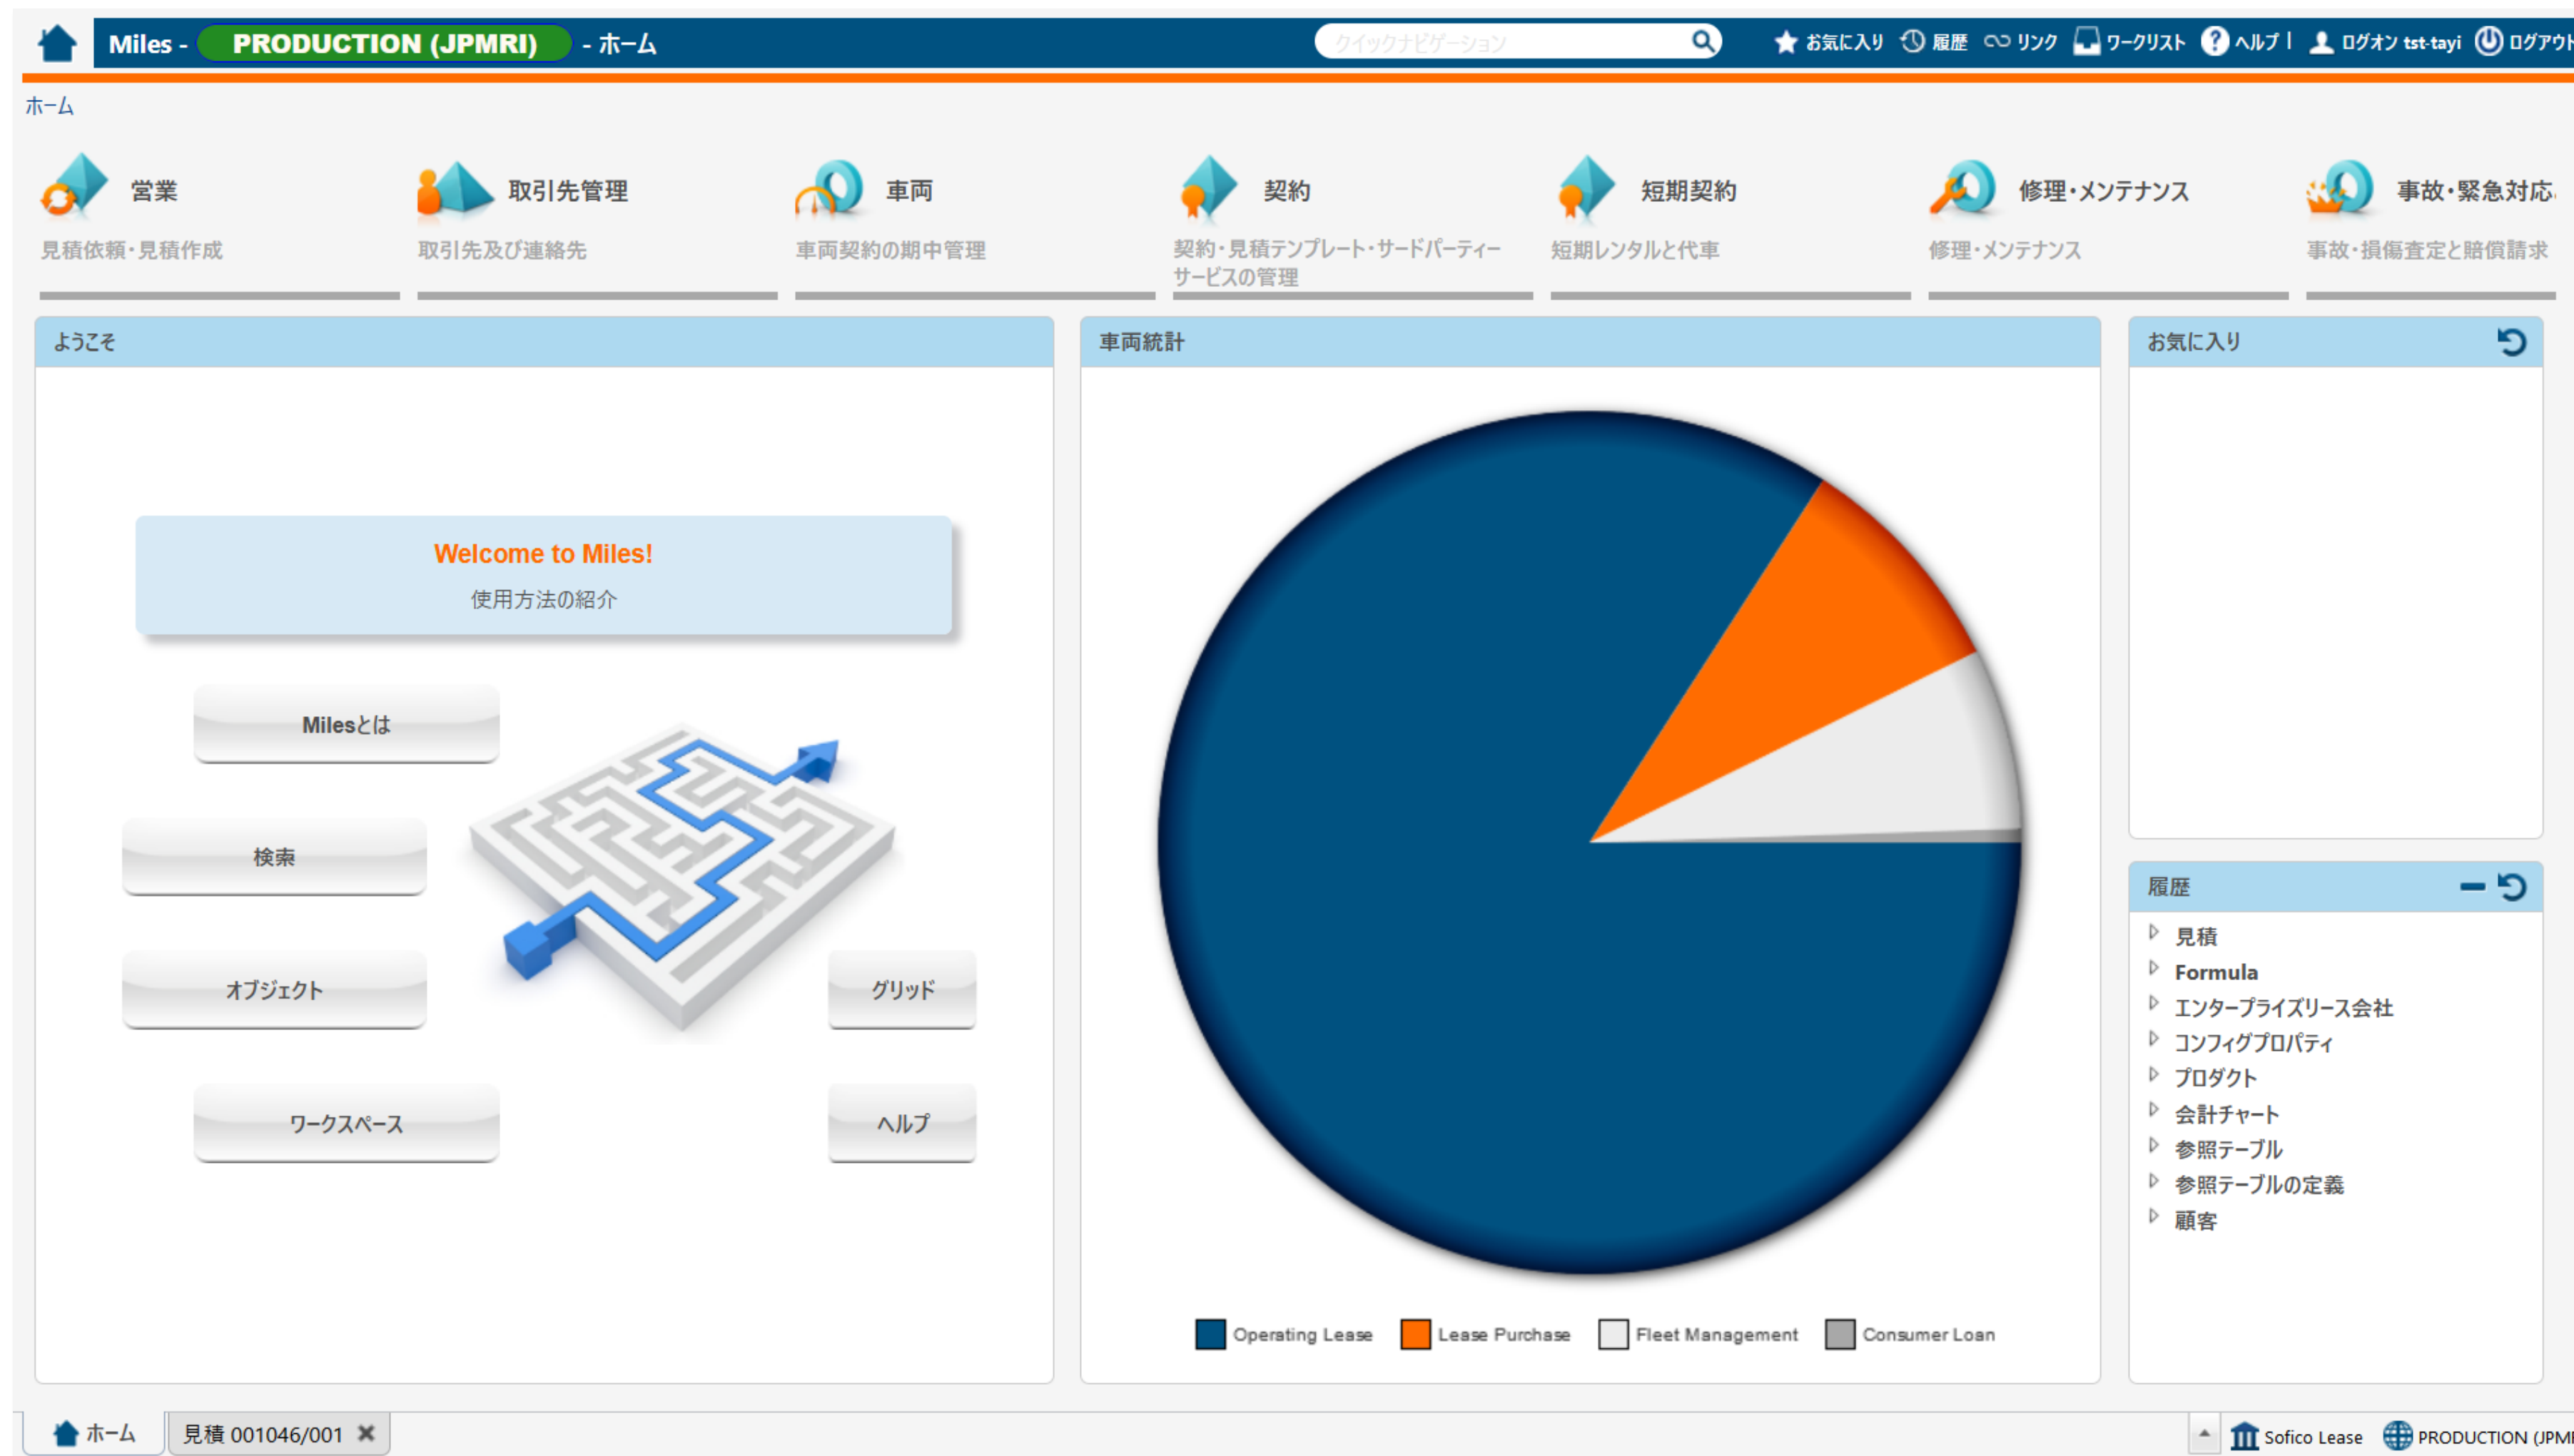 Miles - PRODUCTION (JPMRI) - ホーム
クイックナビゲーション
お気に入り 履歴 リンク ワークリスト ヘルプ | ログオン tst-tayi ログアウト
ホーム
営業
見積依頼・見積作成
取引先管理
取引先及び連絡先
車両
車両契約の期中管理
契約
契約・見積テンプレート・サードパーティー
サービスの管理
短期契約
短期レンタルと代車
修理・メンテナンス
修理・メンテナンス
事故・緊急対応
事故・損傷査定と賠償請求
ようこそ
Welcome to Miles!
使用方法の紹介
Milesとは
検索
オブジェクト
グリッド
ワークスペース
ヘルプ
車両統計
Operating Lease Lease Purchase Fleet Management Consumer Loan
お気に入り
履歴
見積
Formula
エンタープライズリース会社
コンフィグプロパティ
プロダクト
会計チャート
参照テーブル
参照テーブルの定義
顧客
ホーム
見積 001046/001
Sofico Lease
PRODUCTION (JPM